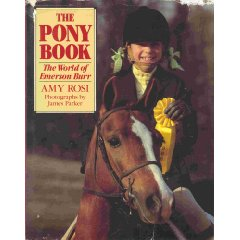 THE
PONY
BOOK
The World of
Emerson Burr
AMY ROSI
Photographs by
James Parker